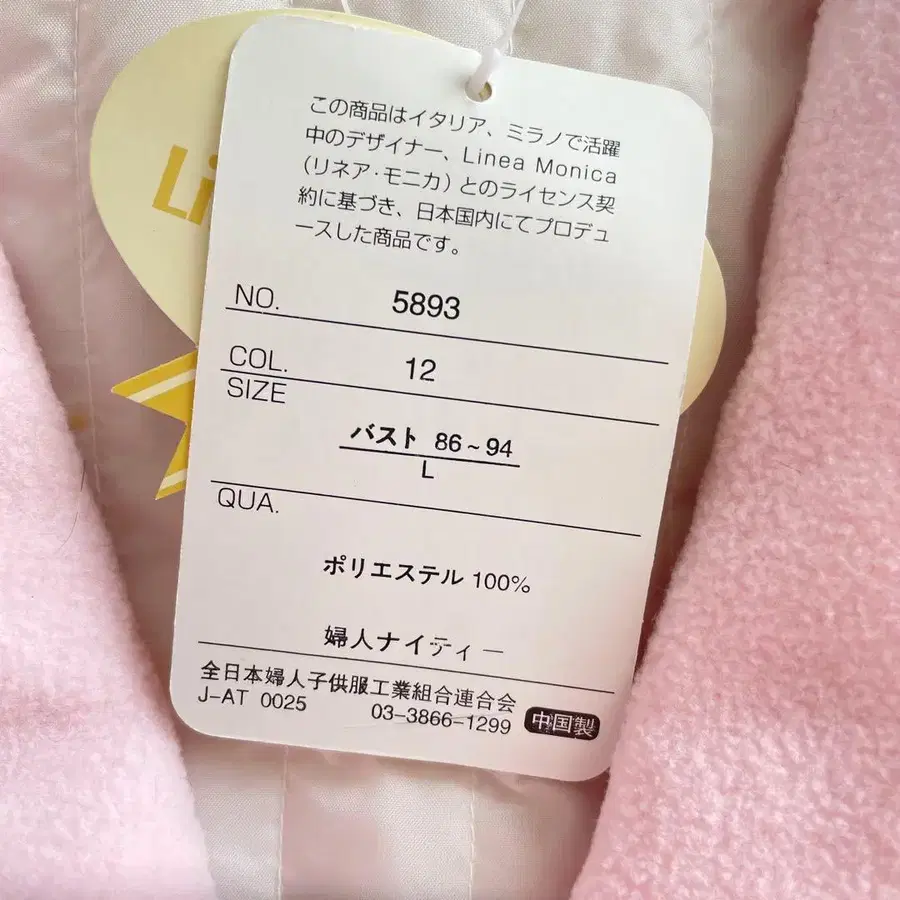 Li
この商品はイタリア、ミラノで活躍
中のデザイナー、Linea Monica
(リネア・モニカ)とのライセンス契
約に基づき、日本国内にてプロデュ
ースした商品です。
NO. 5893
COL. 12
SIZE
バスト 86~94
L
QUA.
ポリエステル 100%
婦人ナイティー
全日本婦人子供服工業組合連合会
J-AT 0025 03-3866-1299 中国製